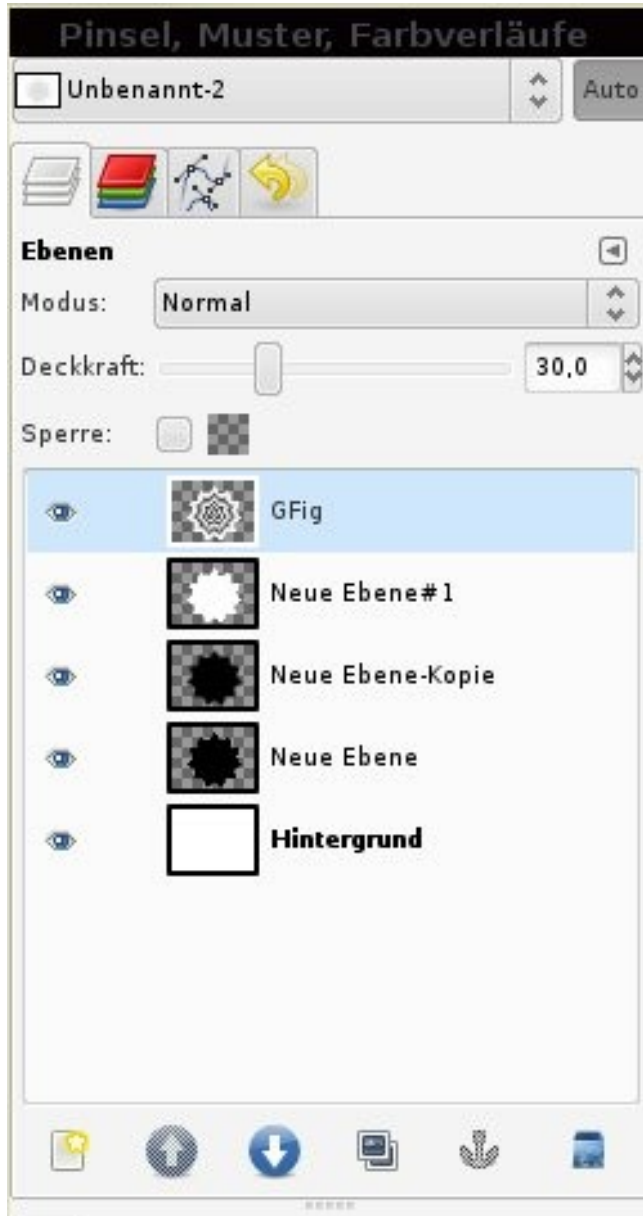 Pinsel, Muster, Farbverläufe
Unbenannt-2
Auto
Ebenen
Modus: Normal
Deckkraft: 30,0
Sperre:
GFig
Neue Ebene#1
Neue Ebene-Kopie
Neue Ebene
Hintergrund